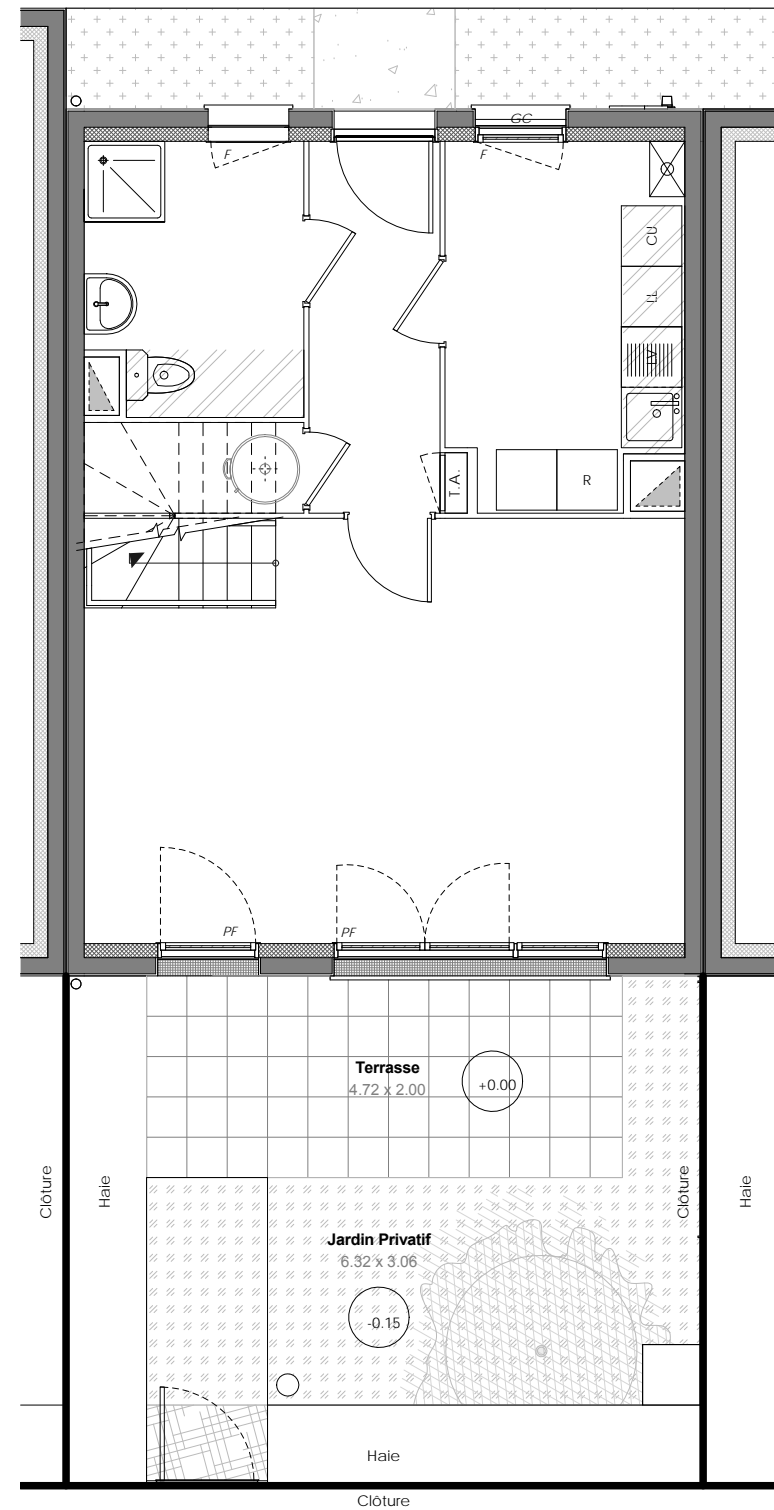 GC
F
F
CU
LL
LV
T.A.
R
PF
PF
Terrasse
4.72 x 2.00
+0.00
Clôture
Haie
Clôture
Haie
Jardin Privatif
6.32 x 3.06
-0.15
Haie
Clôture